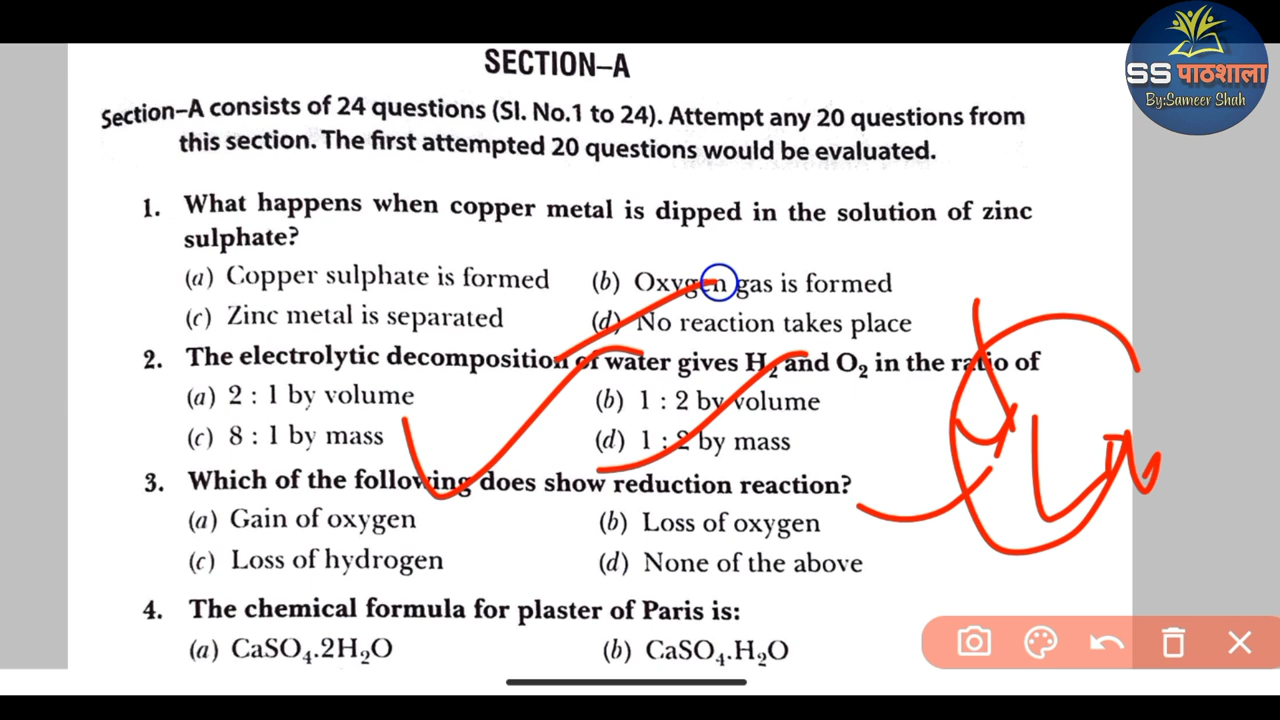 SS पाठशाला
By:Sameer Shah
SECTION–A
Section–A consists of 24 questions (Sl. No.1 to 24). Attempt any 20 questions from
this section. The first attempted 20 questions would be evaluated.
1. What happens when copper metal is dipped in the solution of zinc
sulphate?
(a) Copper sulphate is formed (b) Oxygen gas is formed
(c) Zinc metal is separated (d) No reaction takes place
2. The electrolytic decomposition of water gives H₂ and O₂ in the ratio of
(a) 2 : 1 by volume (b) 1 : 2 by volume
(c) 8 : 1 by mass (d) 1 : 2 by mass
3. Which of the following does show reduction reaction?
(a) Gain of oxygen (b) Loss of oxygen
(c) Loss of hydrogen (d) None of the above
4. The chemical formula for plaster of Paris is:
(a) CaSO₄.2H₂O (b) CaSO₄.H₂O